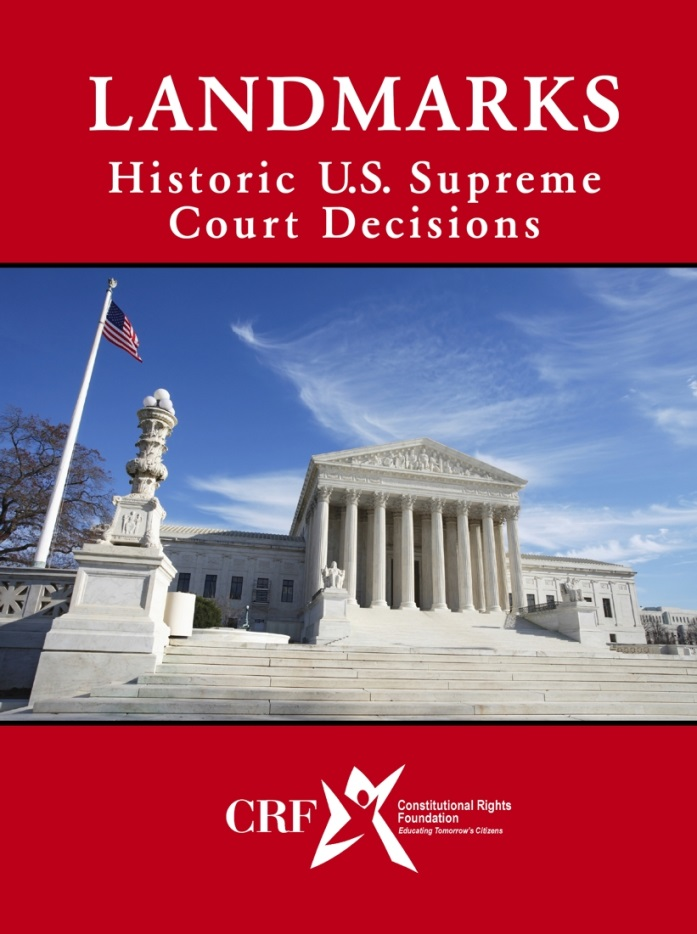 LANDMARKS
Historic U.S. Supreme
Court Decisions
CRF
Constitutional Rights
Foundation
Educating Tomorrow's Citizens